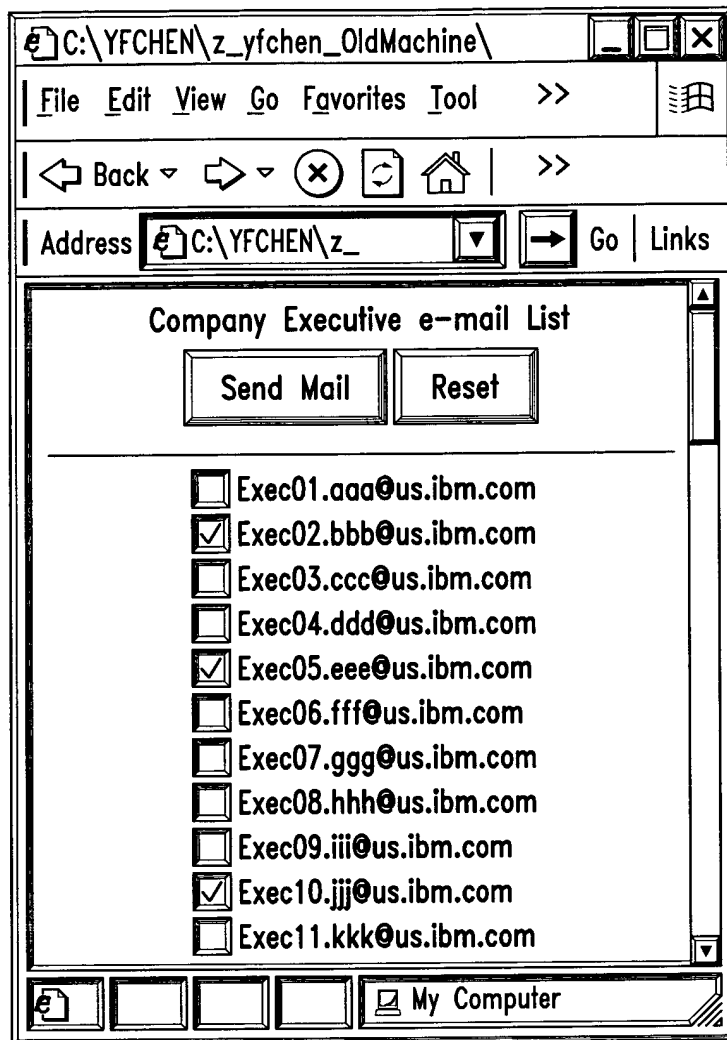 C:\YFCHEN\z_yfchen_OldMachine\
File Edit View Go Favorites Tool >>
Back >>
Address C:\YFCHEN\z_ Go Links
Company Executive e-mail List
Send Mail Reset
Exec01.aaa@us.ibm.com
Exec02.bbb@us.ibm.com
Exec03.ccc@us.ibm.com
Exec04.ddd@us.ibm.com
Exec05.eee@us.ibm.com
Exec06.fff@us.ibm.com
Exec07.ggg@us.ibm.com
Exec08.hhh@us.ibm.com
Exec09.iii@us.ibm.com
Exec10.jjj@us.ibm.com
Exec11.kkk@us.ibm.com
My Computer